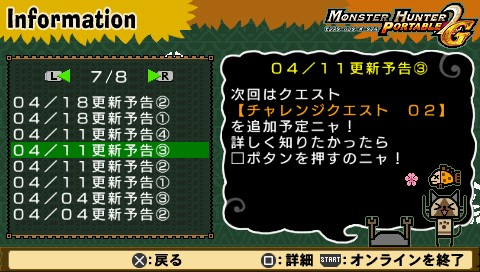 Information
MONSTER HUNTER
PORTABLE 2nd G
L 7/8 R
04/18更新予告②
04/18更新予告①
04/11更新予告④
04/11更新予告③
04/11更新予告②
04/11更新予告①
04/04更新予告③
04/04更新予告②
04/11更新予告③
次回はクエスト
【チャレンジクエスト 02】
を追加予定ニャ!
詳しく知りたかったら
□ボタンを押すのニャ!
×:戻る
□:詳細 START:オンラインを終了